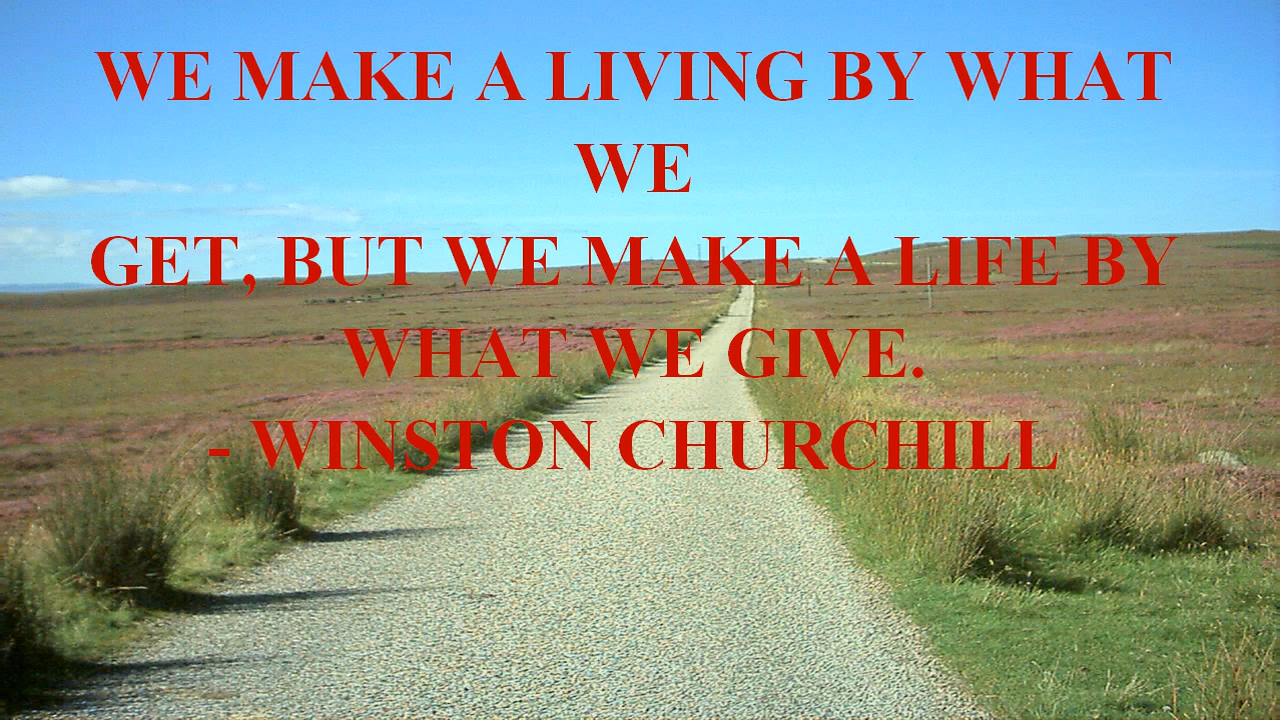 WE MAKE A LIVING BY WHAT
WE
GET, BUT WE MAKE A LIFE BY
WHAT WE GIVE.
- WINSTON CHURCHILL